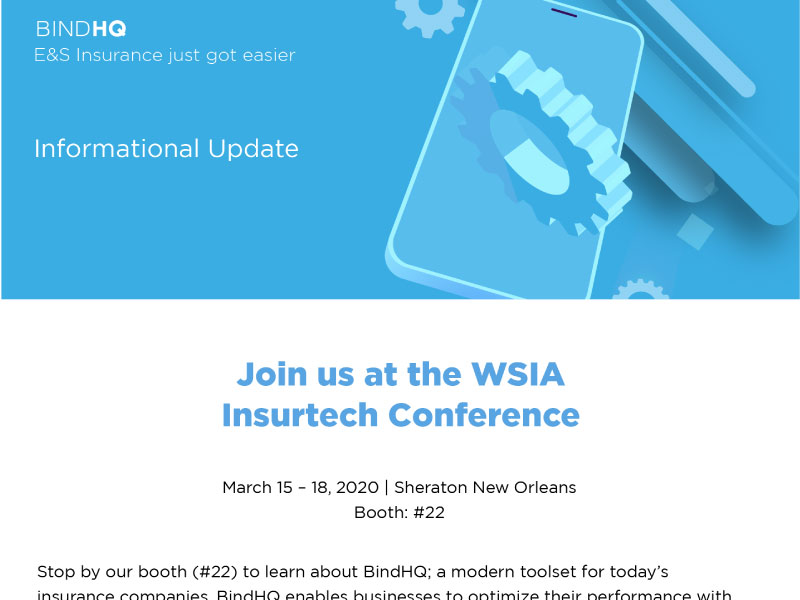 BINDHQ
E&S Insurance just got easier
Informational Update
Join us at the WSIA
Insurtech Conference
March 15 – 18, 2020 | Sheraton New Orleans
Booth: #22
Stop by our booth (#22) to learn about BindHQ; a modern toolset for today’s
insurance companies. BindHQ enables businesses to optimize their performance with